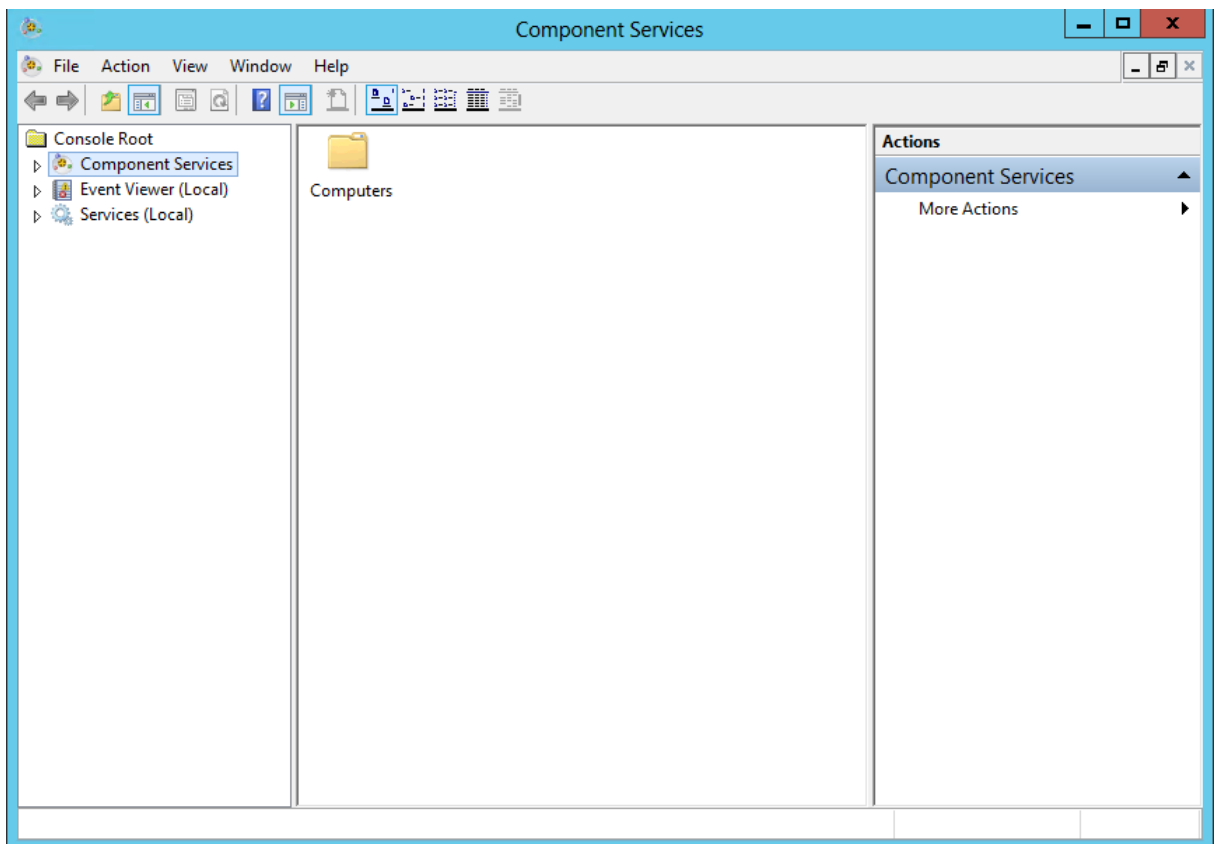 Component Services
File Action View Window Help
Console Root
Component Services
Event Viewer (Local)
Services (Local)
Computers
Actions
Component Services
More Actions